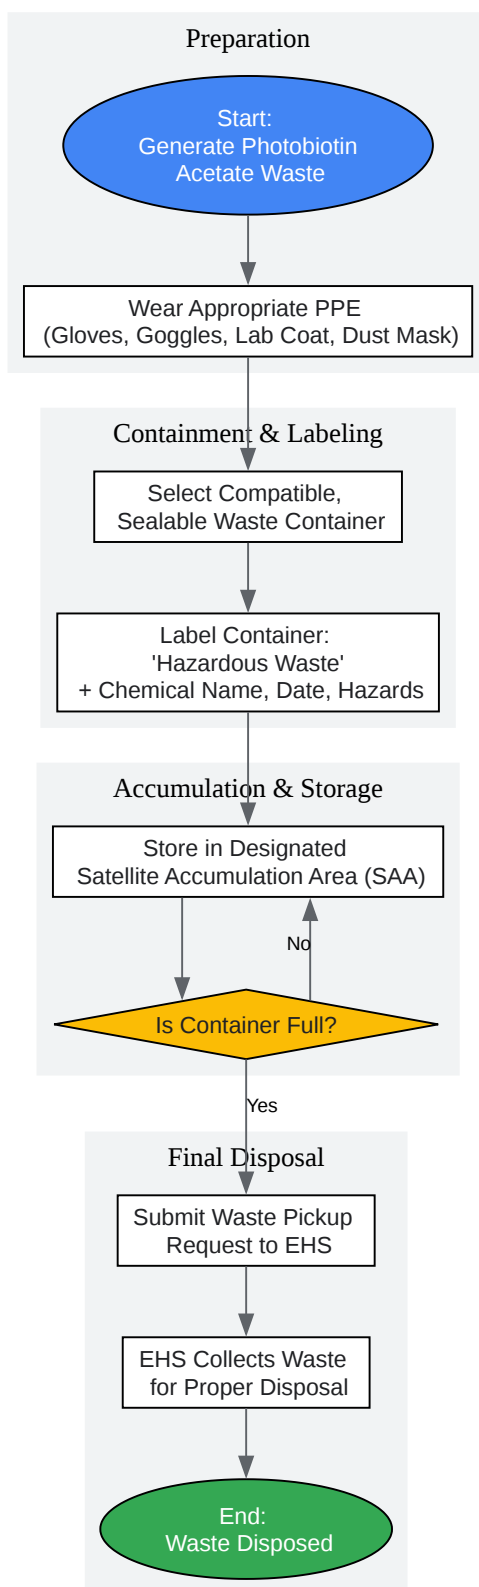 Preparation
Start:
Generate Photobiotin
Acetate Waste
Wear Appropriate PPE
(Gloves, Goggles, Lab Coat, Dust Mask)
Containment & Labeling
Select Compatible,
Sealable Waste Container
Label Container:
'Hazardous Waste'
+ Chemical Name, Date, Hazards
Accumulation & Storage
Store in Designated
Satellite Accumulation Area (SAA)
No
Is Container Full?
Yes
Final Disposal
Submit Waste Pickup
Request to EHS
EHS Collects Waste
for Proper Disposal
End:
Waste Disposed